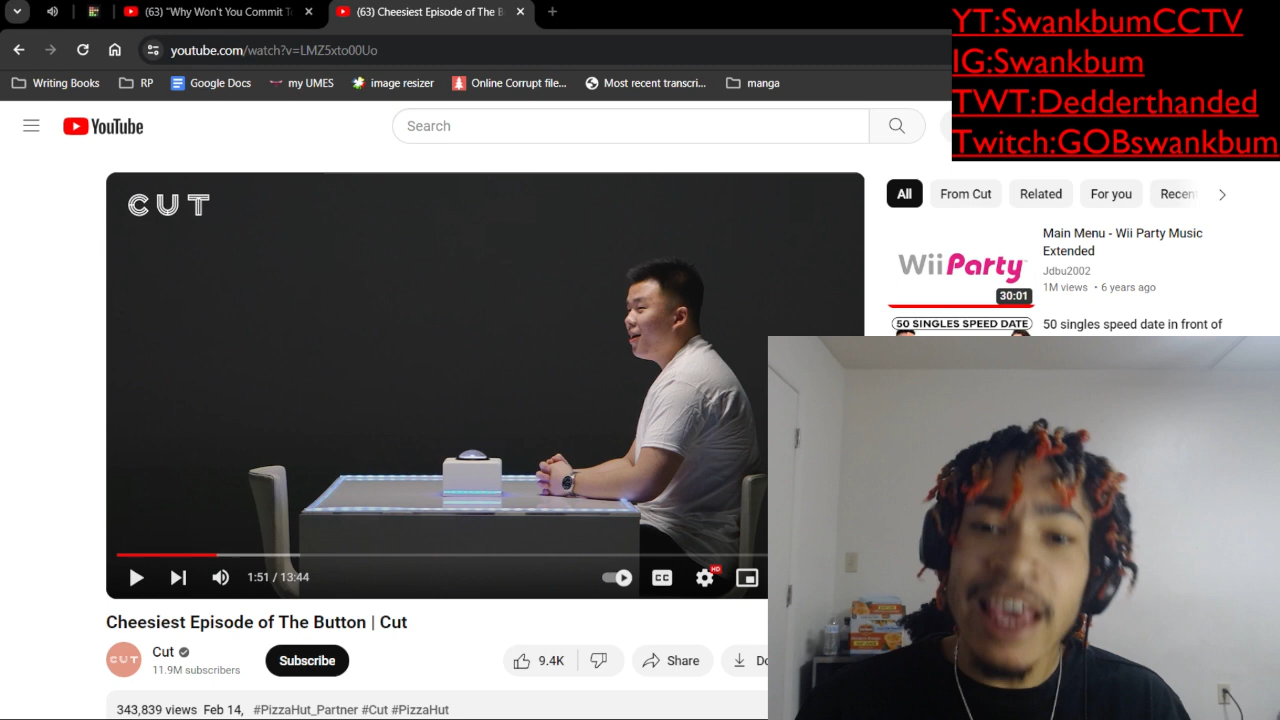 (63) "Why Won't You Commit To
(63) Cheesiest Episode of The B
youtube.com/watch?v=LMZ5xto00Uo
Writing Books
RP
Google Docs
my UMES
image resizer
Online Corrupt file...
Most recent transcri...
manga
YT:SwankbumCCTV
IG:Swankbum
TWT:Dedderthanded
Twitch:GOBswankbum
YouTube
Search
CUT
All
From Cut
Related
For you
Recen
Wii Party
30:01
Main Menu - Wii Party Music
Extended
Jdbu2002
1M views • 6 years ago
50 SINGLES SPEED DATE
50 singles speed date in front of
1:51 / 13:44
CC
HD
Cheesiest Episode of The Button | Cut
CUT
Cut
11.9M subscribers
Subscribe
9.4K
Share
Do
343,839 views Feb 14, #PizzaHut_Partner #Cut #PizzaHut